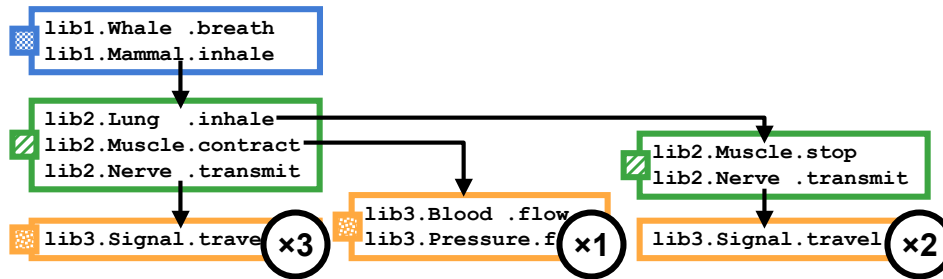 lib1.Whale .breath
lib1.Mammal.inhale
lib2.Lung  .inhale
lib2.Muscle.contract
lib2.Nerve .transmit
lib2.Muscle.stop
lib2.Nerve .transmit
lib3.Signal.trave
×3
lib3.Blood .flow
lib3.Pressure.f
×1
lib3.Signal.travel
×2